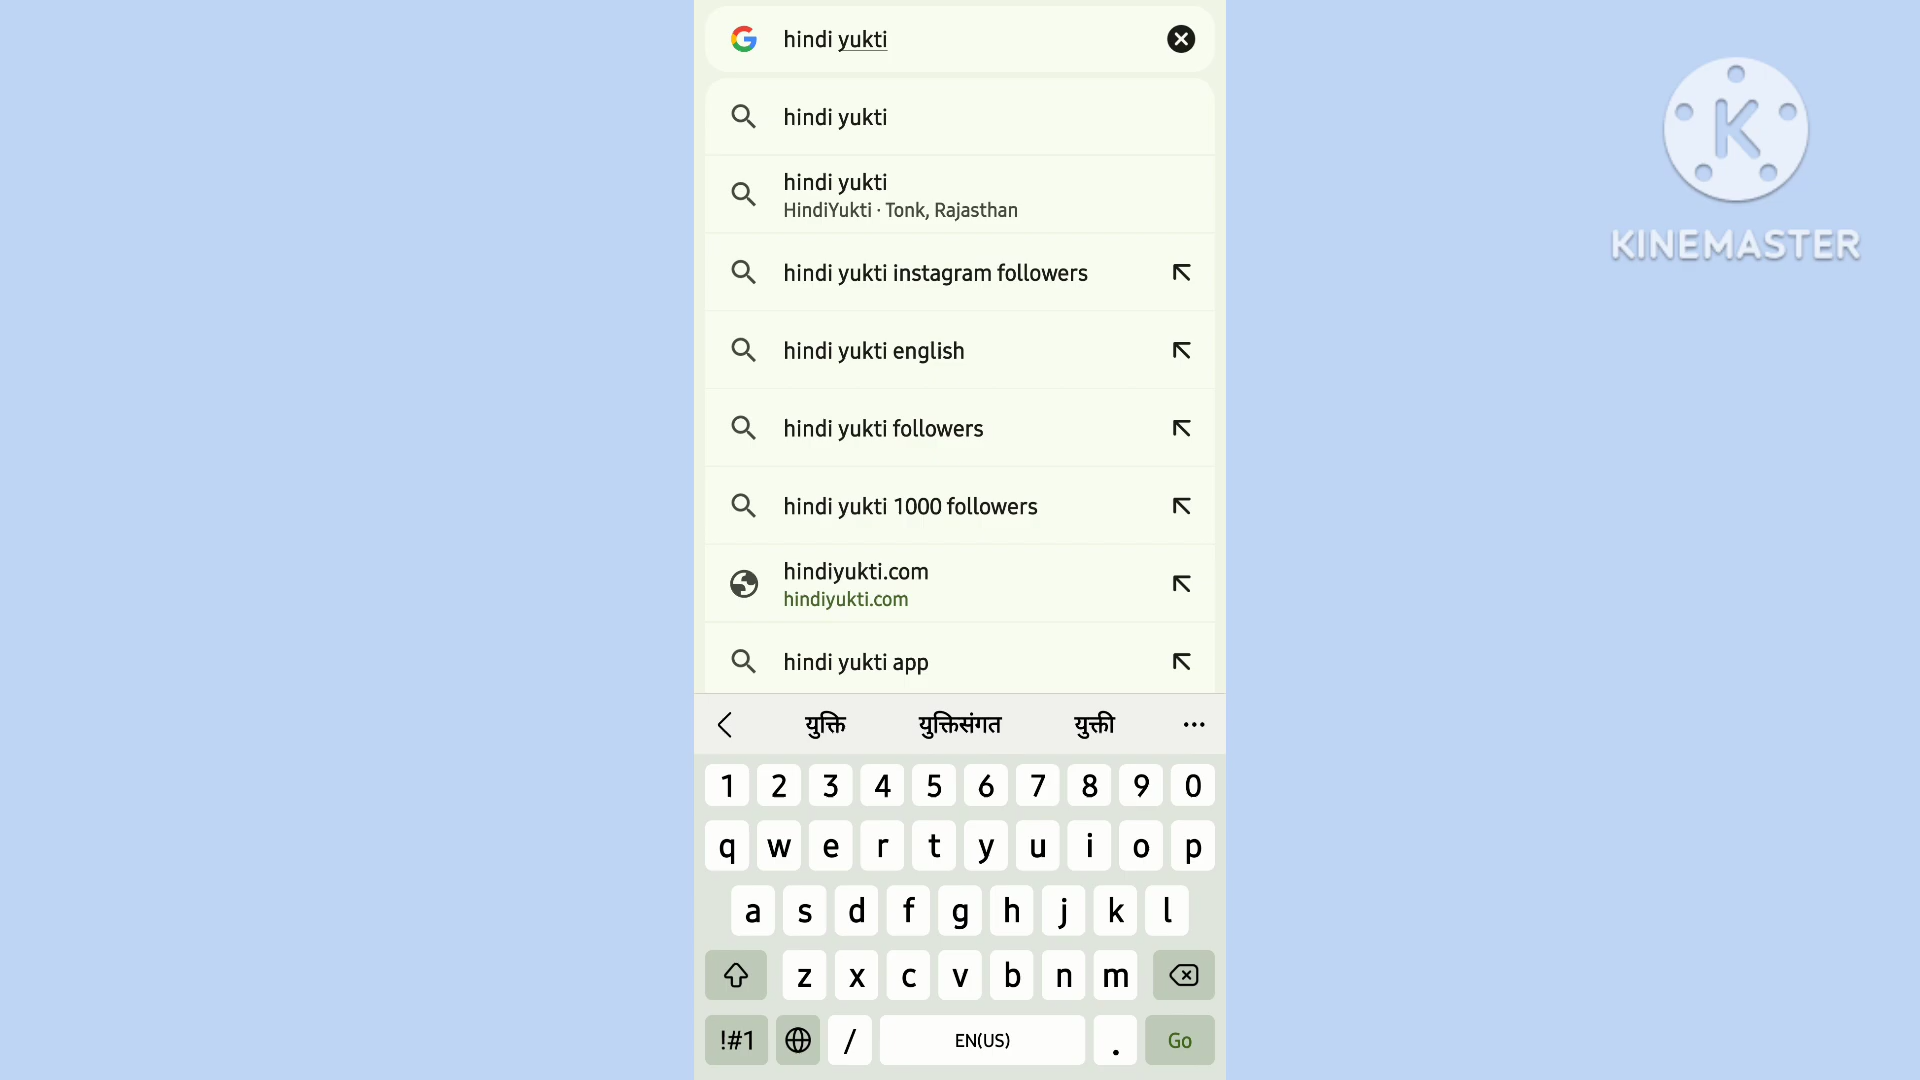 hindi yukti
hindi yukti
hindi yukti
HindiYukti · Tonk, Rajasthan
hindi yukti instagram followers
hindi yukti english
hindi yukti followers
hindi yukti 1000 followers
hindiyukti.com
hindiyukti.com
hindi yukti app
युक्ति युक्तिसंगत युक्ती
1 2 3 4 5 6 7 8 9 0
q w e r t y u i o p
a s d f g h j k l
z x c v b n m
!#1 / EN(US) . Go
K
KINEMASTER